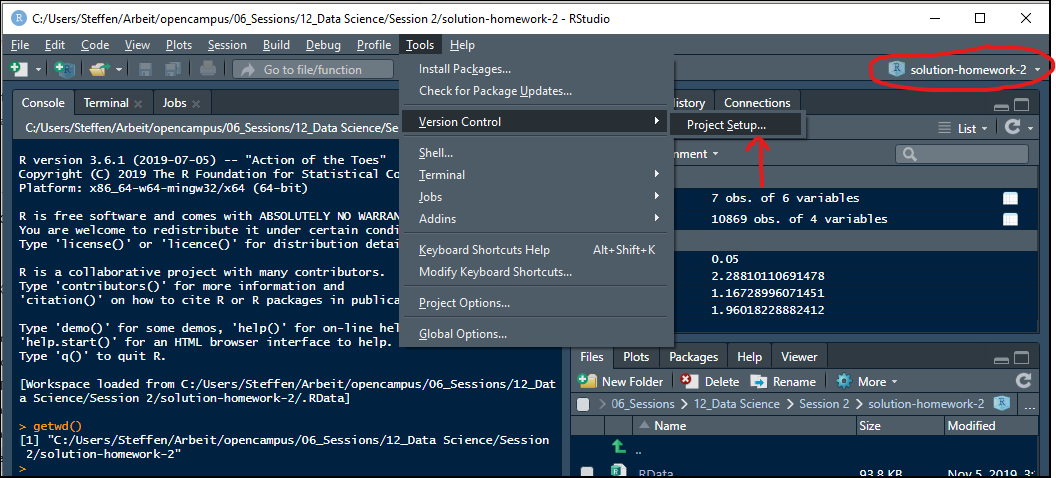 C:/Users/Steffen/Arbeit/opencampus/06_Sessions/12_Data Science/Session 2/solution-homework-2 - RStudio
File Edit Code View Plots Session Build Debug Profile Tools Help
Go to file/function
solution-homework-2
Console Terminal Jobs
C:/Users/Steffen/Arbeit/opencampus/06_Sessions/12_Data Science/Se
R version 3.6.1 (2019-07-05) -- "Action of the Toes"
Copyright (C) 2019 The R Foundation for Statistical Co
Platform: x86_64-w64-mingw32/x64 (64-bit)
R is free software and comes with ABSOLUTELY NO WARRAN
You are welcome to redistribute it under certain condi
Type 'license()' or 'licence()' for distribution detai
R is a collaborative project with many contributors.
Type 'contributors()' for more information and
'citation()' on how to cite R or R packages in publica
Type 'demo()' for some demos, 'help()' for on-line hel
'help.start()' for an HTML browser interface to help.
Type 'q()' to quit R.
[Workspace loaded from C:/Users/Steffen/Arbeit/opencampus/06_Sessions/12_Dat
a Science/Session 2/solution-homework-2/.RData]
> getwd()
[1] "C:/Users/Steffen/Arbeit/opencampus/06_Sessions/12_Data Science/Session
2/solution-homework-2"
>
Install Packages...
Check for Package Updates...
Version Control
Project Setup...
Shell...
Terminal
Jobs
Addins
Keyboard Shortcuts Help Alt+Shift+K
Modify Keyboard Shortcuts...
Project Options...
Global Options...
istory Connections
List
nment
7 obs. of 6 variables
10869 obs. of 4 variables
0.05
2.28810110691478
1.16728996071451
1.96018228882412
Files Plots Packages Help Viewer
New Folder Delete Rename More
06_Sessions > 12_Data Science > Session 2 > solution-homework-2 ...
Name Size Modified
..
RData 93.8 KB Nov 5, 2019, 3: